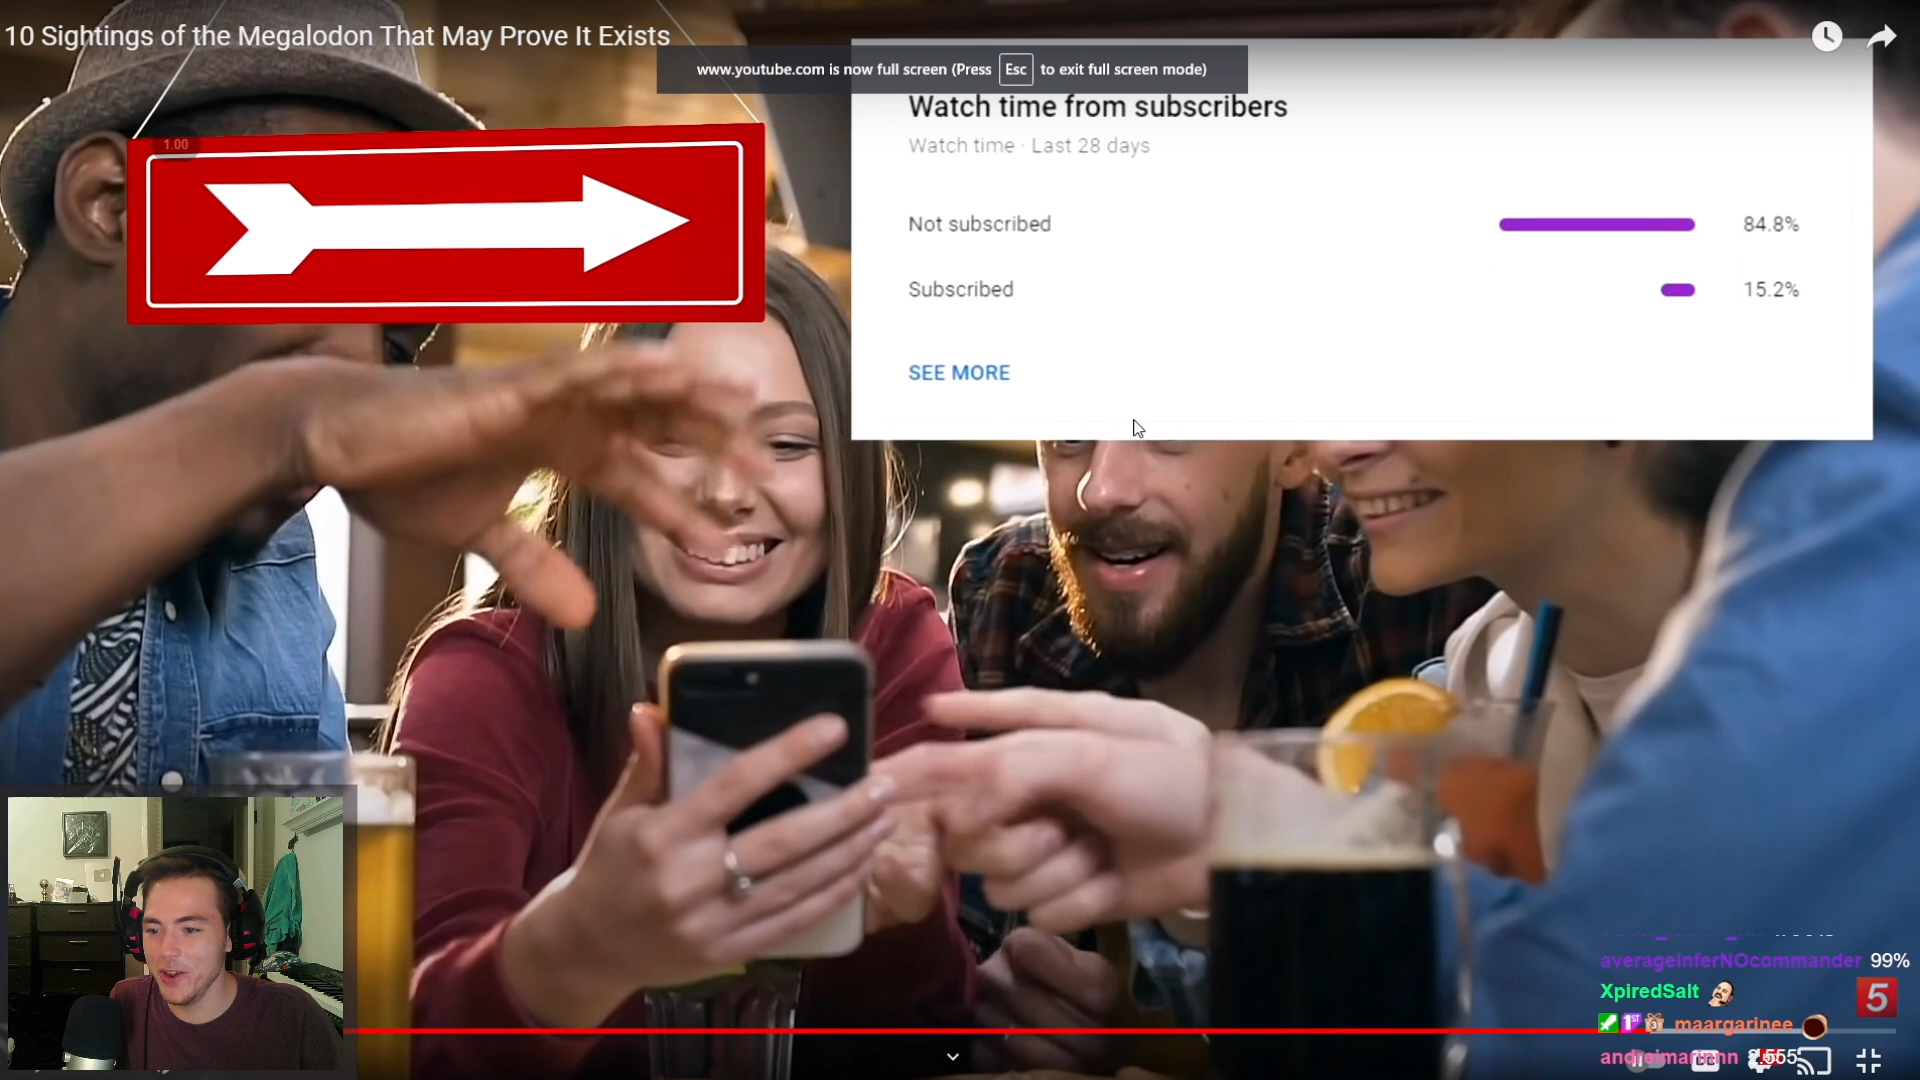 10 Sightings of the Megalodon That May Prove It Exists
www.youtube.com is now full screen (Press Esc to exit full screen mode)
Watch time from subscribers
Watch time · Last 28 days
1.00
Not subscribed 84.8%
Subscribed 15.2%
SEE MORE
averageinferNOcommander 99%
XpiredSalt
5
1ST maargarinee
andreimarinnn